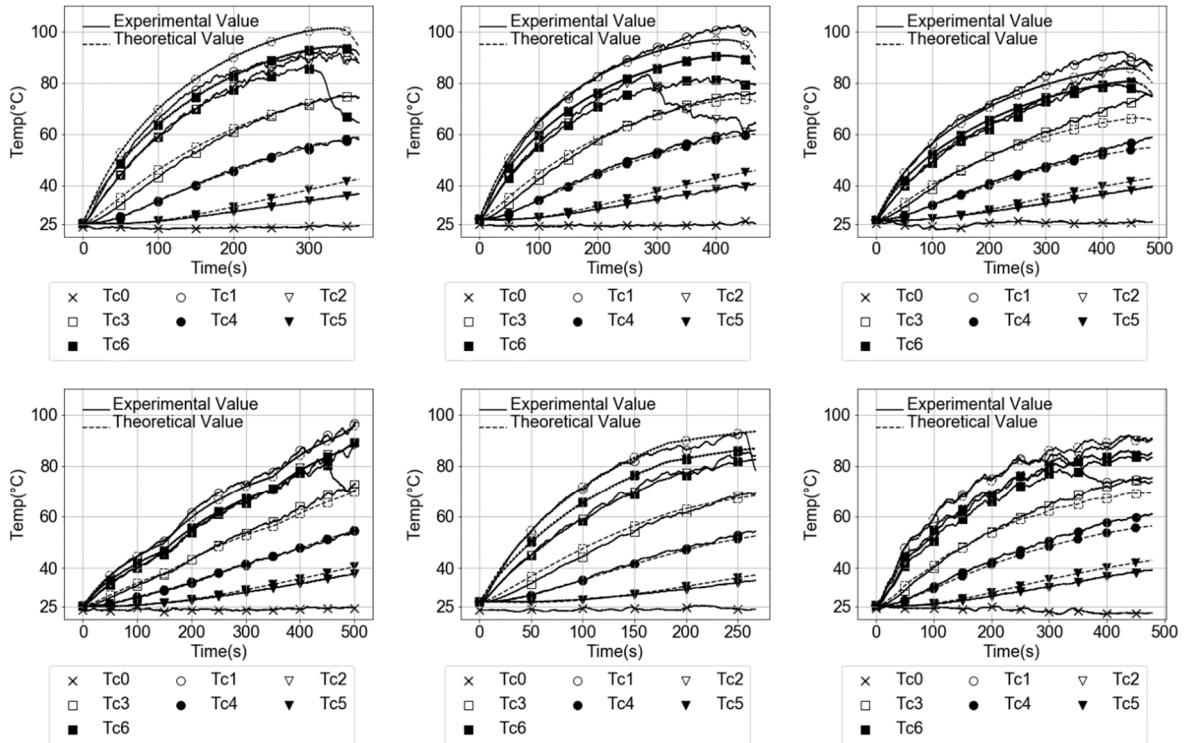 Experimental Value
Theoretical Value
100
80
60
40
25
Temp(°C)
0 100 200 300
Time(s)
Tc0 Tc1 Tc2
Tc3 Tc4 Tc5
Tc6
Experimental Value
Theoretical Value
100
80
60
40
25
Temp(°C)
0 100 200 300 400
Time(s)
Tc0 Tc1 Tc2
Tc3 Tc4 Tc5
Tc6
Experimental Value
Theoretical Value
100
80
60
40
25
Temp(°C)
0 100 200 300 400 500
Time(s)
Tc0 Tc1 Tc2
Tc3 Tc4 Tc5
Tc6
Experimental Value
Theoretical Value
100
80
60
40
25
Temp(°C)
0 100 200 300 400 500
Time(s)
Tc0 Tc1 Tc2
Tc3 Tc4 Tc5
Tc6
Experimental Value
Theoretical Value
100
80
60
40
25
Temp(°C)
0 50 100 150 200 250
Time(s)
Tc0 Tc1 Tc2
Tc3 Tc4 Tc5
Tc6
Experimental Value
Theoretical Value
100
80
60
40
25
Temp(°C)
0 100 200 300 400 500
Time(s)
Tc0 Tc1 Tc2
Tc3 Tc4 Tc5
Tc6